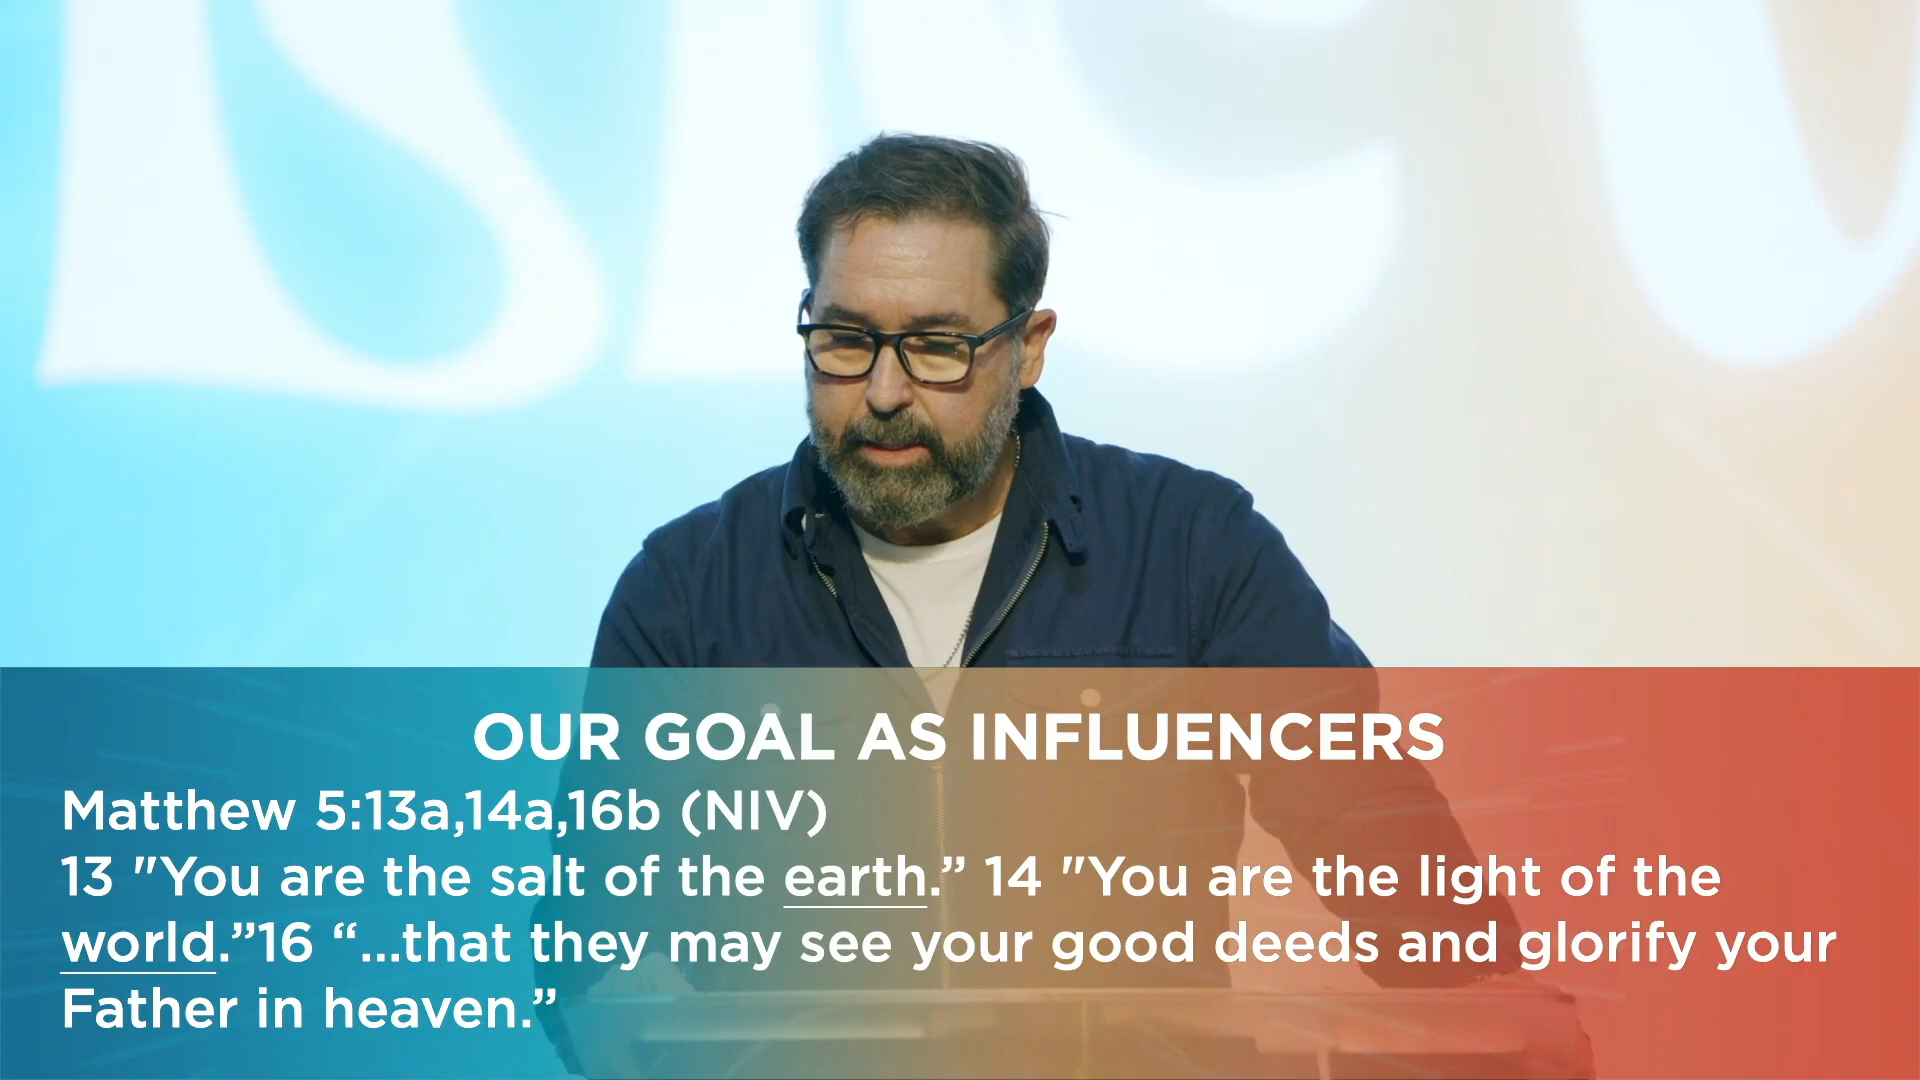 OUR GOAL AS INFLUENCERS
Matthew 5:13a,14a,16b (NIV)
13 "You are the salt of the earth.” 14 "You are the light of the
world.”16 “...that they may see your good deeds and glorify your
Father in heaven.”